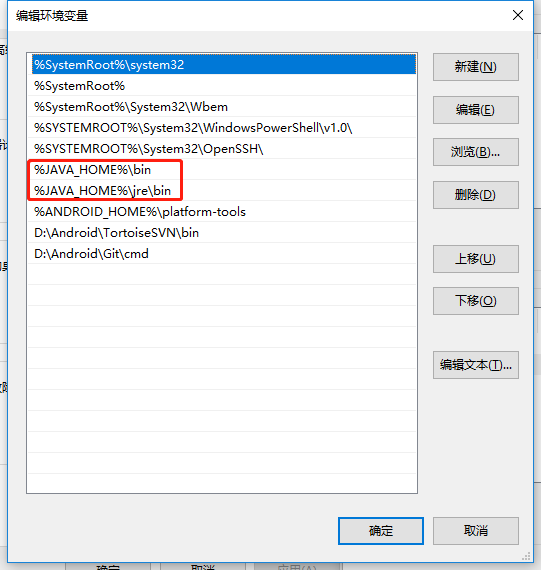 编辑环境变量
%SystemRoot%\system32
%SystemRoot%
%SystemRoot%\System32\Wbem
%SYSTEMROOT%\System32\WindowsPowerShell\v1.0\
%SYSTEMROOT%\System32\OpenSSH\
%JAVA_HOME%\bin
%JAVA_HOME%\jre\bin
%ANDROID_HOME%\platform-tools
D:\Android\TortoiseSVN\bin
D:\Android\Git\cmd
新建(N)
编辑(E)
浏览(B)...
删除(D)
上移(U)
下移(O)
编辑文本(T)...
确定
取消